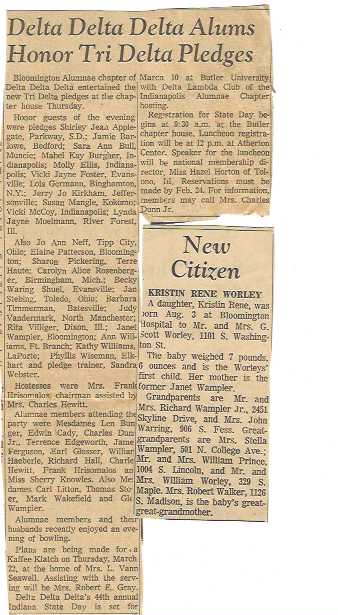 Delta Delta Delta Alums
Honor Tri Delta Pledges
Bloomington Alumnae chapter of
Delta Delta Delta entertained the
new Tri Delta pledges at the chap-
ter house Thursday.
Honor guests of the evening
were pledges Shirley Jeaa Apple-
gate, Parkway, S.D.; Jamie Bar-
lowe, Bedford; Sara Ann Bull,
Muncie; Mabel Kay Burgher, In-
dianapolis; Molly Ellis, Indiana-
polis; Vicki Jayne Foster, Evans-
ville; Lois Germann, Binghamton,
N.Y.; Jerre Jo Kirkham, Jeffer-
sonville; Susan Mangle, Kokomo;
Vicki McCoy, Indianapolis; Lynda
Jayne Moelmann, River Forest,
Ill.
Also Jo Ann Neff, Tipp City,
Ohio; Elaine Patterson, Blooming-
ton; Sharon Pickering, Terre
Haute; Carolyn Alice Rosenberg-
er, Birmingham, Mich.; Becky
Waring Shuel, Evansville; Jan
Stebing, Toledo, Ohio; Barbara
Timmerman, Batesville; Judy
Vandermark, North Manchester;
Rita Villiger, Dixon, Ill.; Janet
Wampler, Bloomington; Ann Wil-
liams, Ft. Branch; Kathy Williams,
LaPorte; Phyllis Wiseman, Elk-
hart and pledge trainer, Sandra
Webster.
Hostesses were Mrs. Frank
Hrisomalos, chairman assisted by
Mrs. Charles Hewitt.
Alumnae members attending the
party were Mesdames Len Bun-
ger, Edwin Cady, Charles Dun
Jr., Terrence Edgeworth, Jame
Ferguson, Earl Glosser, Willia
Haeberle, Richard Hall, Charle
Hewitt, Frank Hrisomalos an
Miss Sherry Knowles. Also Me
dames Carl Litton, Thomas Sto
er, Mark Wakefield and Gle
Wampler.
Alumnae members and their
husbands recently enjoyed an eve-
ning of bowling.
Plans are being made for a
Kaffee Klatch on Thursday, March
22, at the home of Mrs. L. Vann
Seawell. Assisting with the serv-
ing will be Mrs. Robert E. Gray.
Delta Delta Delta's 44th annual
Indiana State Day is set for
March 10 at Butler University
with Delta Lambda Club of the
Indianapolis Alumnae Chapter
hosting.
Registration for State Day be-
gins at 9:30 a.m. at the Butler
chapter house. Luncheon registra-
tion will be at 12 p.m. at Atherton
Center. Speaker for the luncheon
will be national membership dir-
ector, Miss Hazel Horton of To-
lono, Ill. Reservations must be
made by Feb. 24. For information,
members may call Mrs. Charles
Dunn Jr.
New
Citizen
KRISTIN RENE WORLEY
A daughter, Kristin Rene, was
born Aug. 3 at Bloomington
Hospital to Mr. and Mrs. G.
Scott Worley, 1101 S. Washing-
ton St.
The baby weighed 7 pounds,
6 ounces and is the Worleys'
first child. Her mother is the
former Janet Wampler.
Grandparents are Mr. and
Mrs. Richard Wampler Jr., 2451
Skyline Drive, and Mrs. John
Warring, 906 S. Fess. Great-
grandparents are Mrs. Stella
Wampler, 501 N. College Ave.;
Mr. and Mrs. William Prince,
1004 S. Lincoln, and Mr. and
Mrs. William Worley, 329 S.
Maple. Mrs. Robert Walker, 1126
S. Madison, is the baby's great-
great-grandmother.